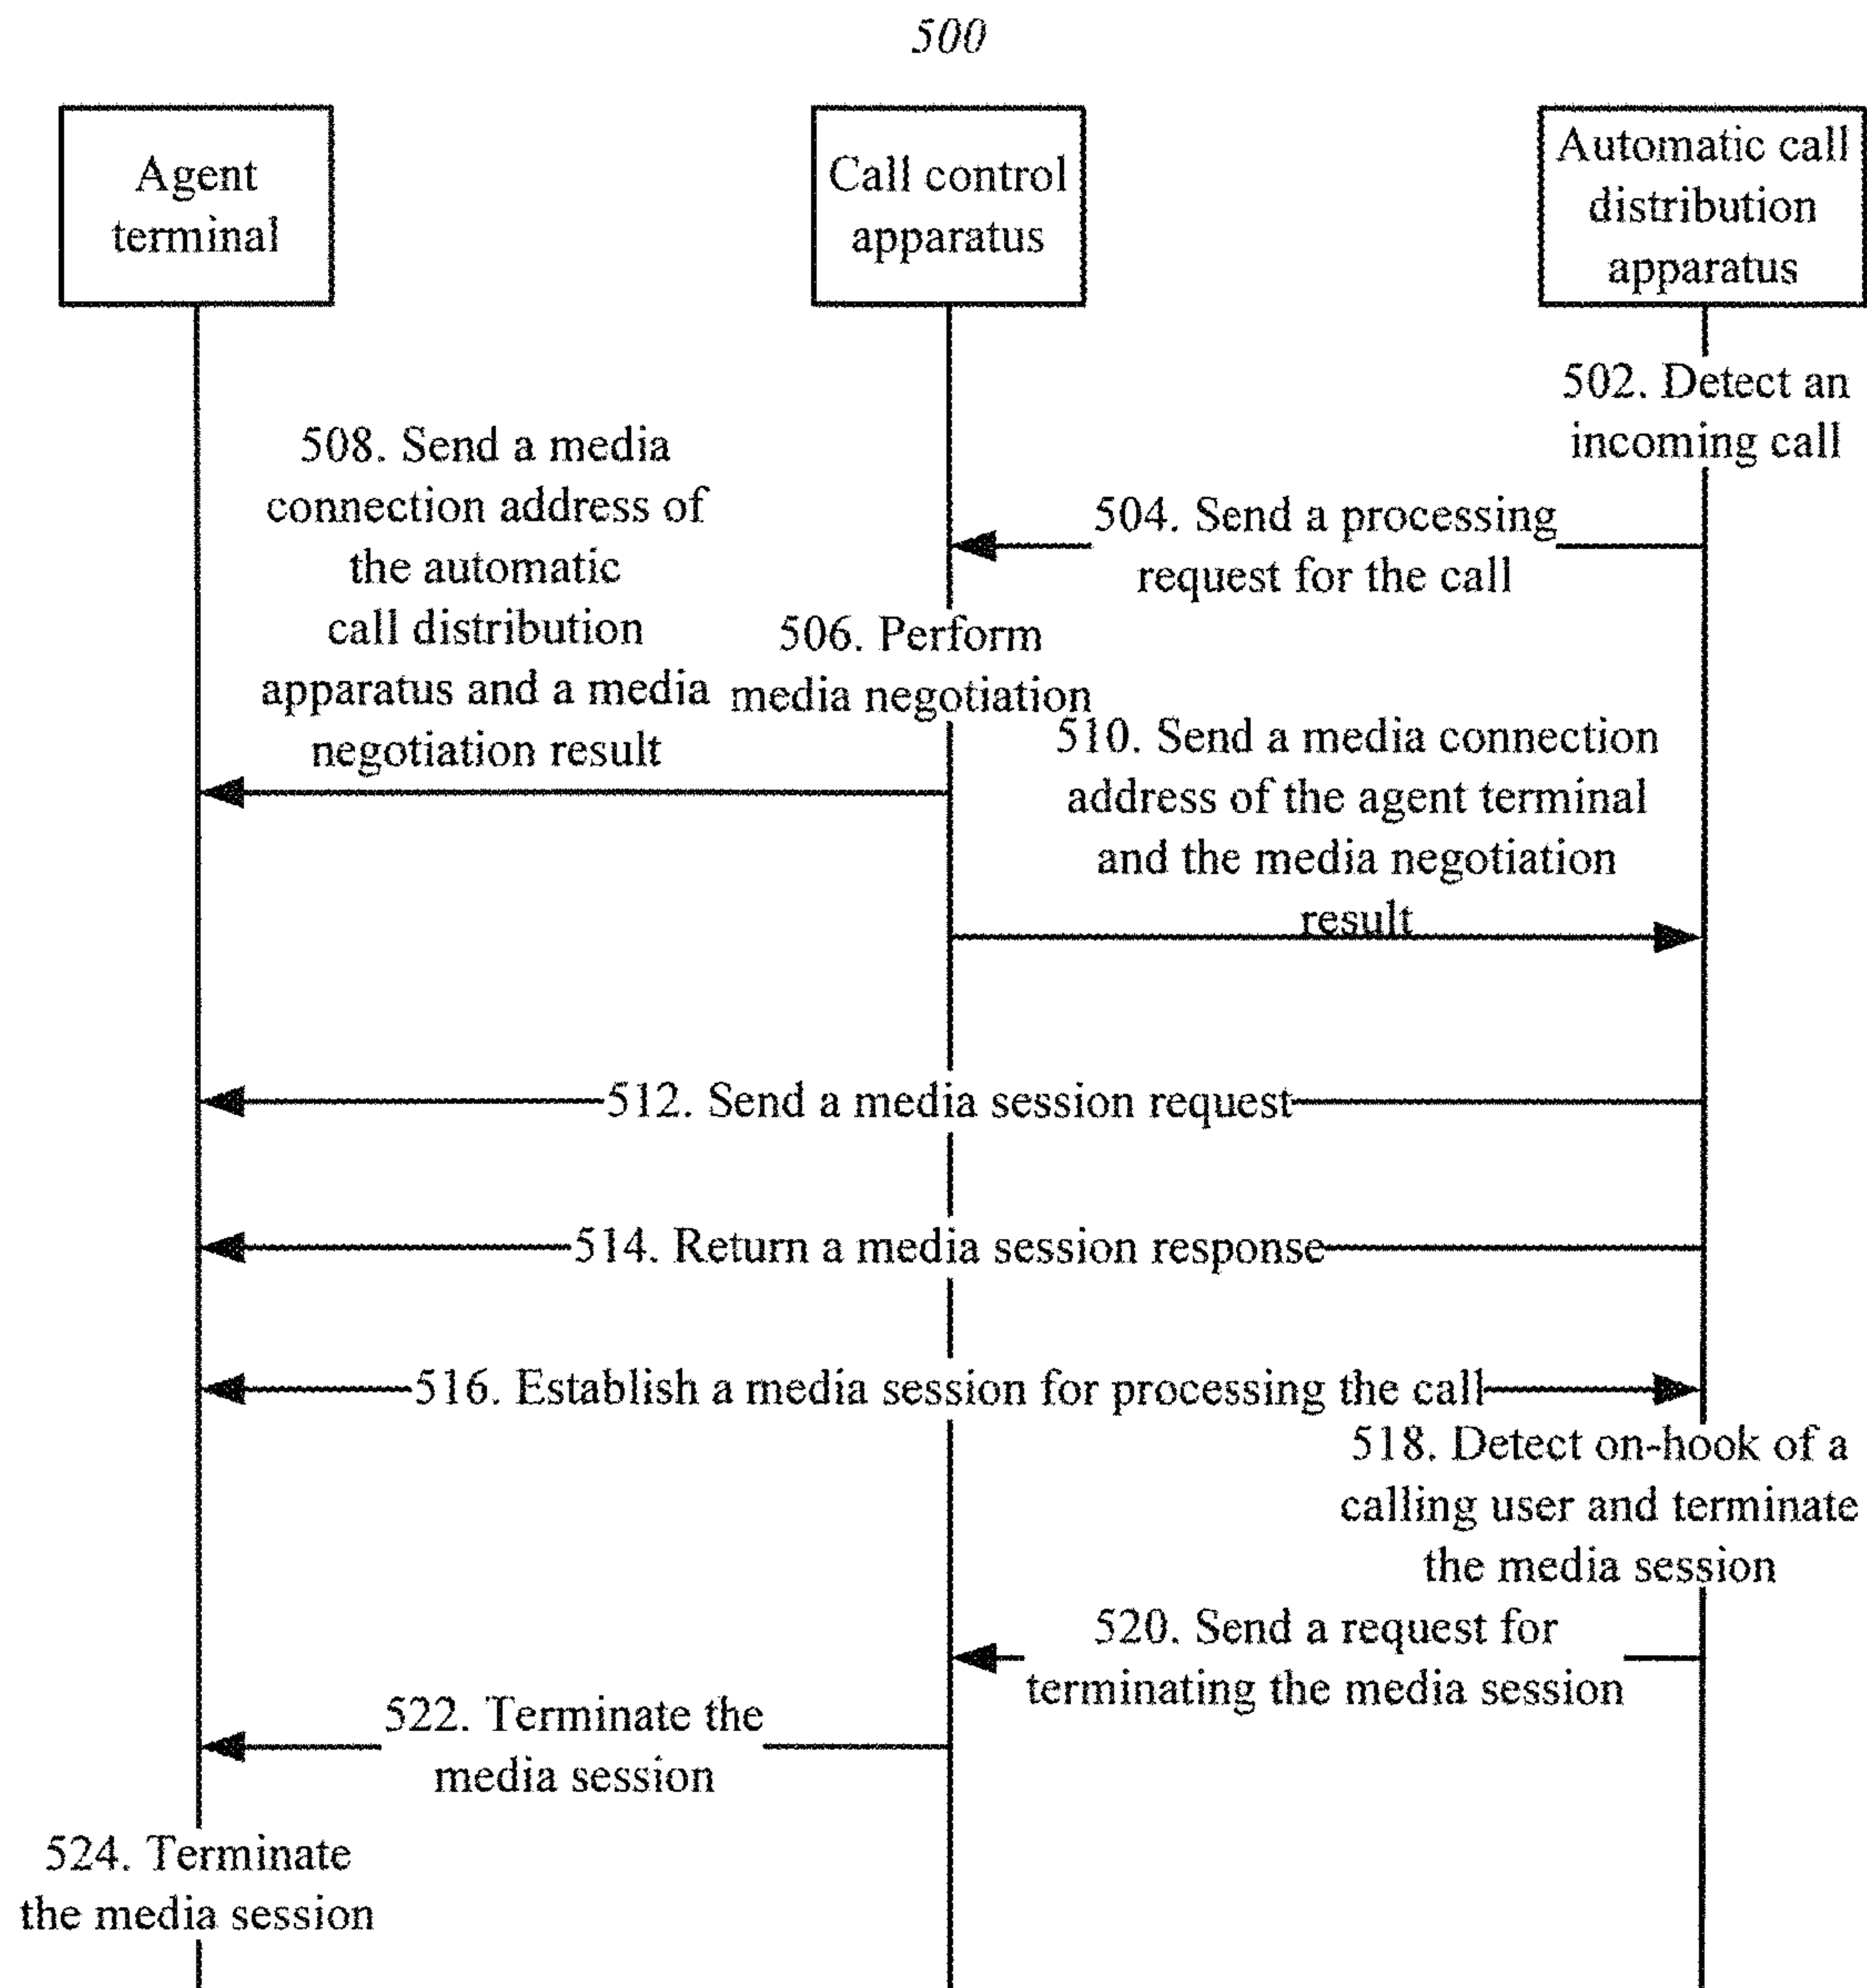 500
Agent
terminal
Call control
apparatus
Automatic call
distribution
apparatus
502. Detect an
incoming call
508. Send a media
connection address of
the automatic
call distribution
apparatus and a media
negotiation result
504. Send a processing
request for the call
506. Perform
media negotiation
510. Send a media connection
address of the agent terminal
and the media negotiation
result
512. Send a media session request
514. Return a media session response
516. Establish a media session for processing the call
518. Detect on-hook of a
calling user and terminate
the media session
520. Send a request for
terminating the media session
522. Terminate the
media session
524. Terminate
the media session